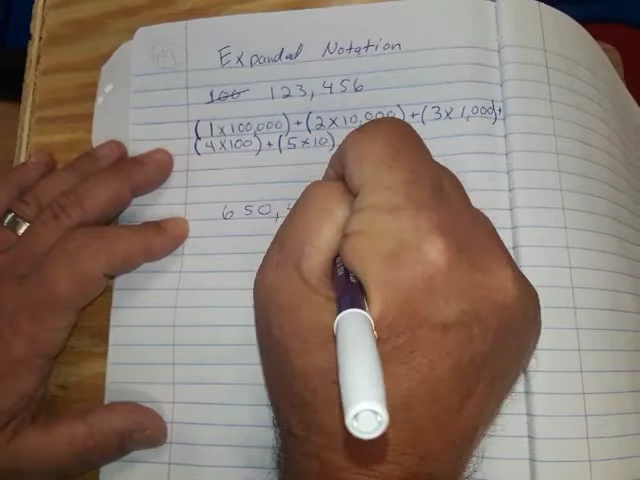 Expanded Notation
100 123,456
(1x100,000)+(2x10,000)+(3x1,000)+
(4x100)+(5x10)
650,